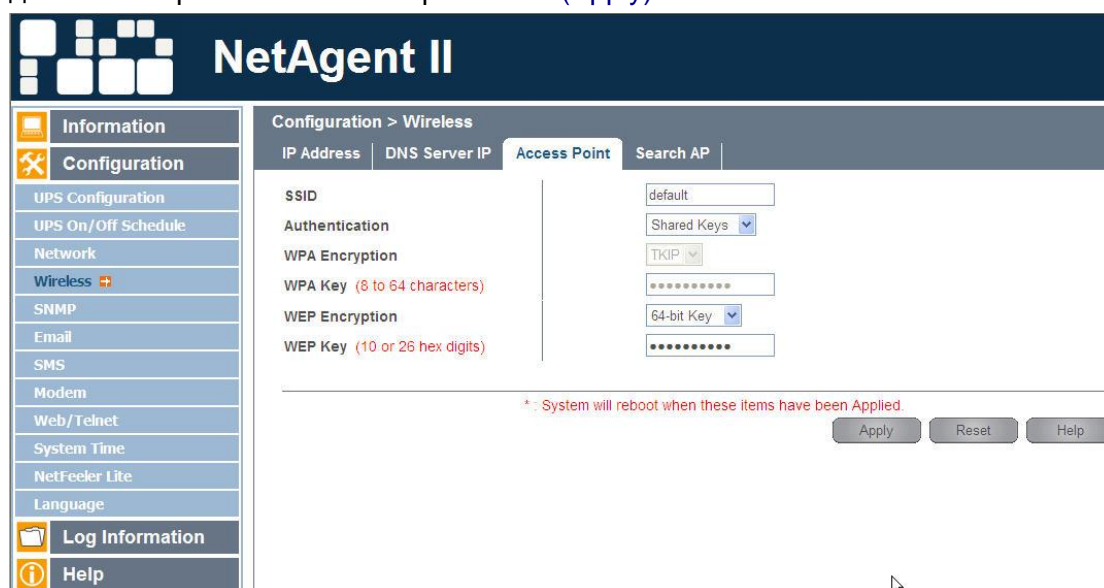 (Apply)
NetAgent II
Information
Configuration
UPS Configuration
UPS On/Off Schedule
Network
Wireless
SNMP
Email
SMS
Modem
Web/Telnet
System Time
NetFeeler Lite
Language
Log Information
Help
Configuration > Wireless
IP Address DNS Server IP Access Point Search AP
SSID default
Authentication Shared Keys
WPA Encryption TKIP
WPA Key (8 to 64 characters) ●●●●●●●●●●
WEP Encryption 64-bit Key
WEP Key (10 or 26 hex digits) ●●●●●●●●●●
* : System will reboot when these items have been Applied.
Apply Reset Help